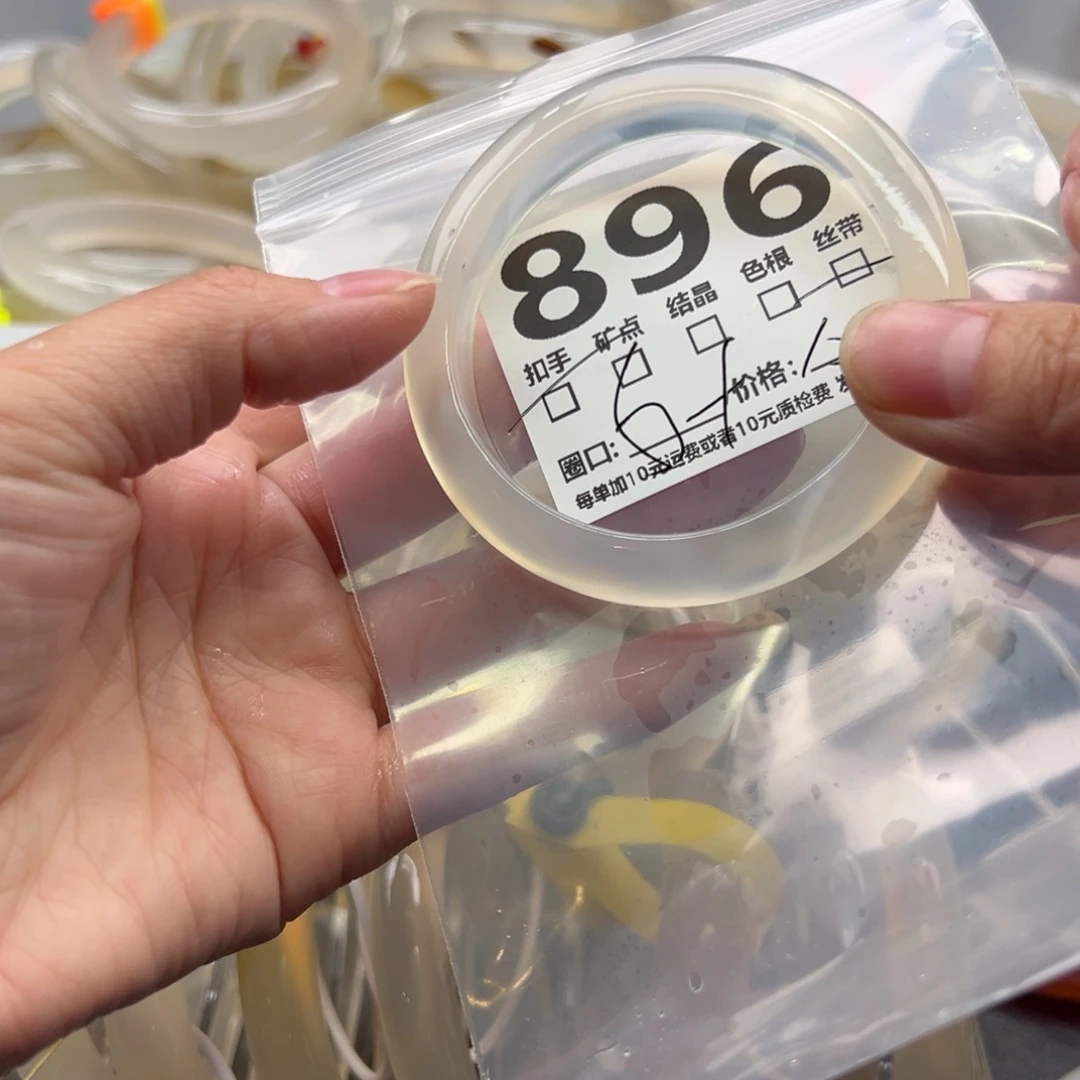 896
扣手 矿点 结晶 色根 丝带
圈口: 61 价格:
每单加10元运费或者10元质检费